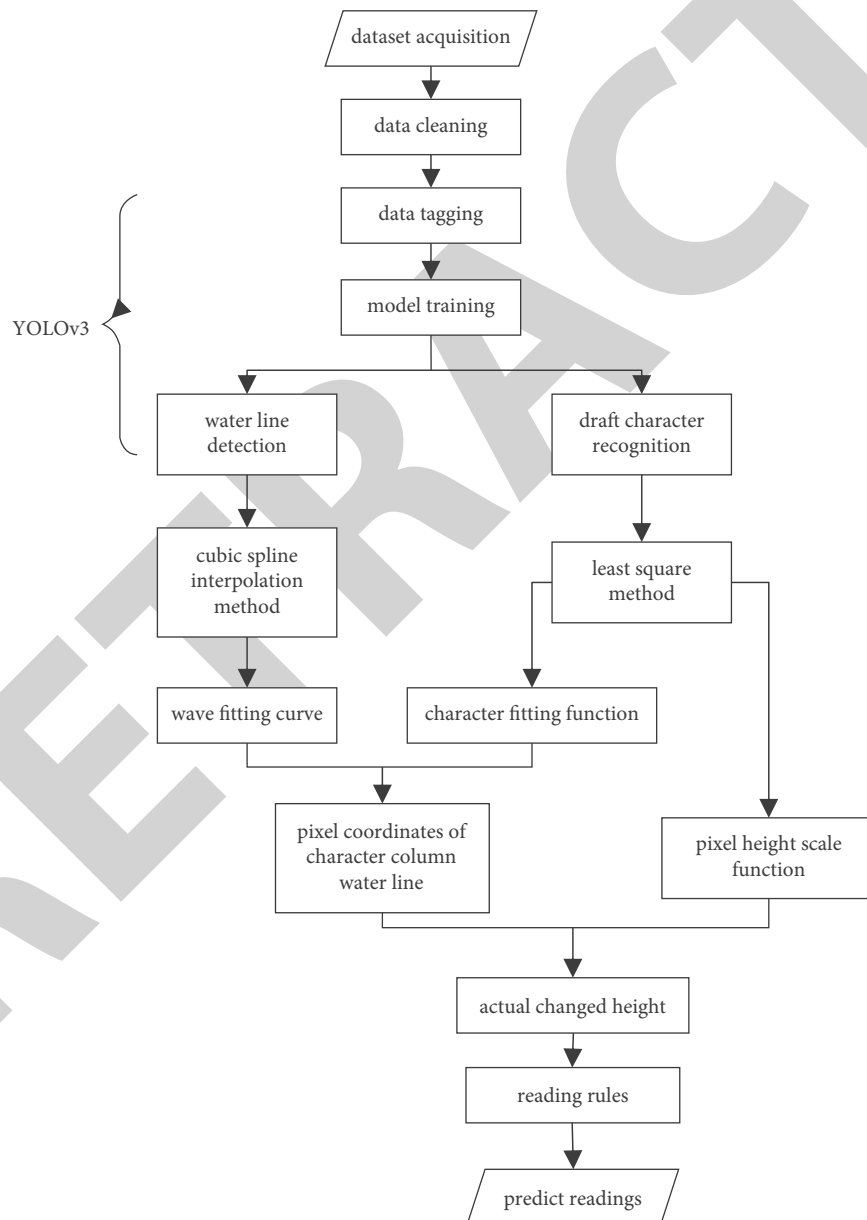 dataset acquisition
data cleaning
data tagging
model training
YOLOv3
water line
detection
draft character
recognition
cubic spline
interpolation
method
least square
method
wave fitting curve
character fitting function
pixel coordinates of
character column
water line
pixel height scale
function
actual changed height
reading rules
predict readings
RETRACT